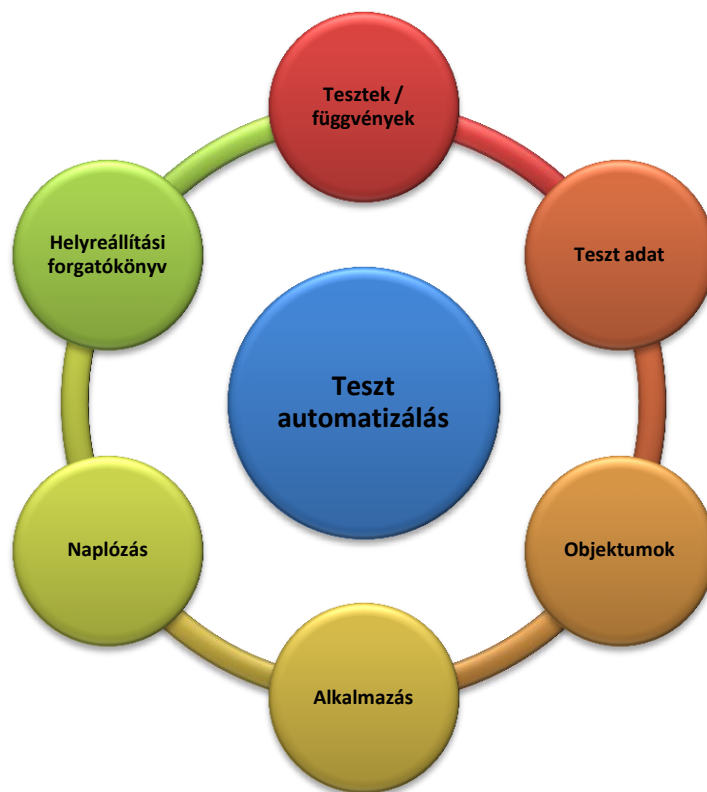 Tesztek /
függvények
Helyreállítási
forgatókönyv
Teszt adat
Teszt
automatizálás
Naplózás
Objektumok
Alkalmazás